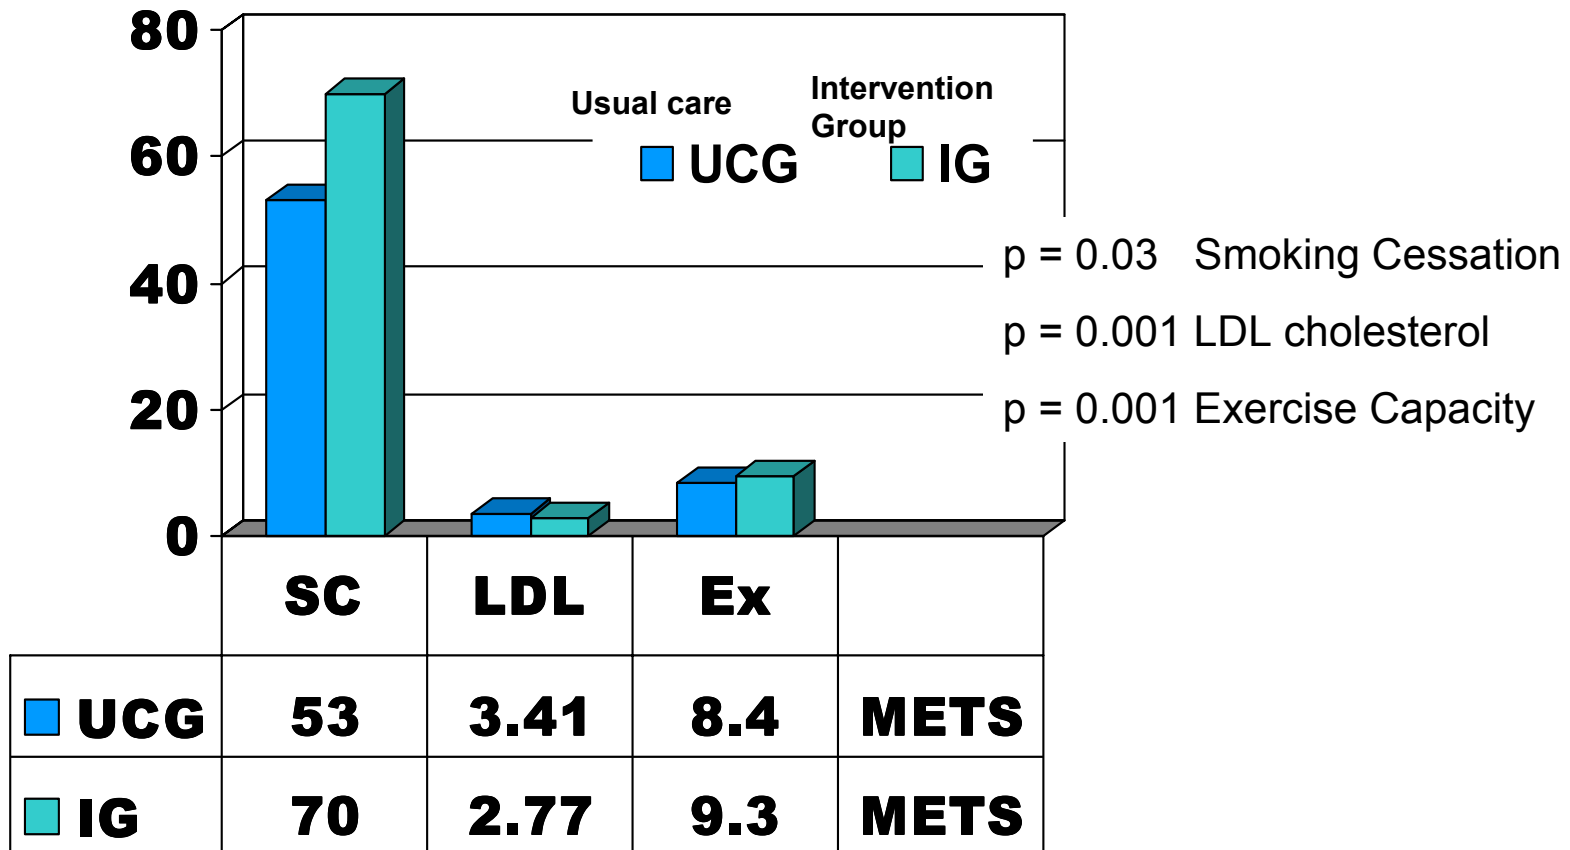 80
60
40
20
0
Usual care
Intervention
Group
UCG
IG
p = 0.03 Smoking Cessation
p = 0.001 LDL cholesterol
p = 0.001 Exercise Capacity
SC LDL Ex
UCG 53 3.41 8.4 METS
IG 70 2.77 9.3 METS